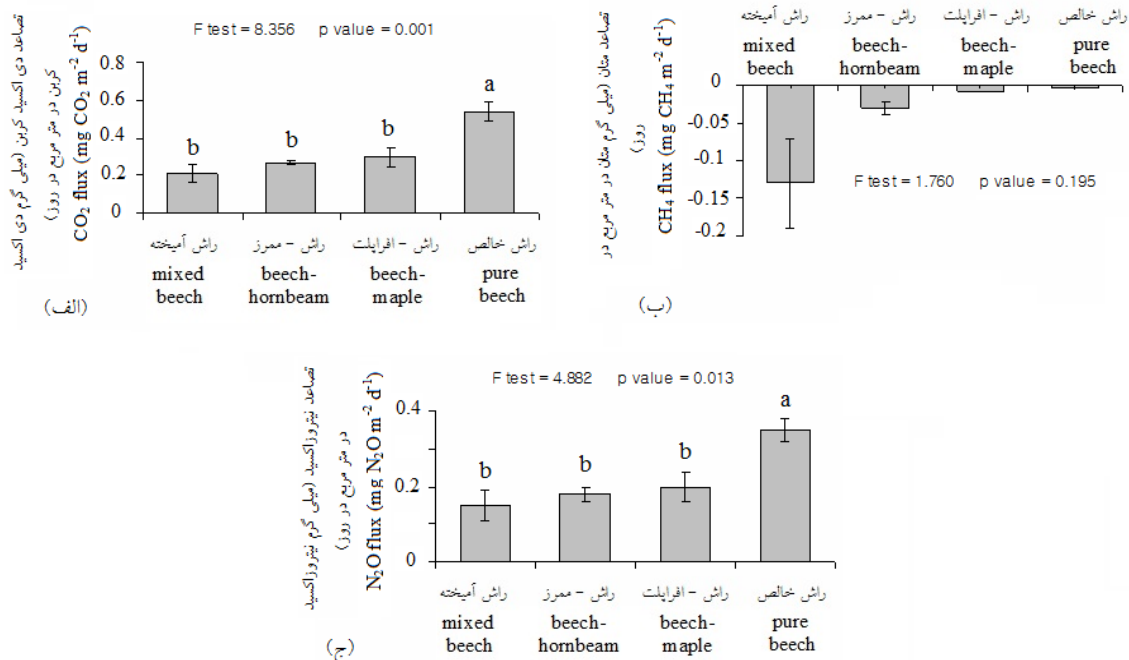 F test = 8.356 p value = 0.001
تصاعد دی اکسید کربن (میلی گرم دی اکسید
کربن در متر مربع در روز)
CO₂ flux (mg CO₂ m⁻² d⁻¹)
0.8
0.6
0.4
0.2
0
b
b
b
a
راش آمیخته
راش - ممرز
راش - افراپلت
راش خالص
mixed beech
beech-hornbeam
beech-maple
pure beech
(الف)
راش آمیخته
راش - ممرز
راش - افراپلت
راش خالص
mixed beech
beech-hornbeam
beech-maple
pure beech
تصاعد متان (میلی گرم متان در متر مربع در
روز)
CH₄ flux (mg CH₄ m⁻² d⁻¹)
0
-0.05
-0.1
-0.15
-0.2
F test = 1.760 p value = 0.195
(ب)
F test = 4.882 p value = 0.013
تصاعد نیتروزاکسید (میلی گرم نیتروزاکسید
در متر مربع در روز)
N₂O flux (mg N₂O m⁻² d⁻¹)
0.4
0.2
0
b
b
b
a
راش آمیخته
راش - ممرز
راش - افراپلت
راش خالص
mixed beech
beech-hornbeam
beech-maple
pure beech
(ج)